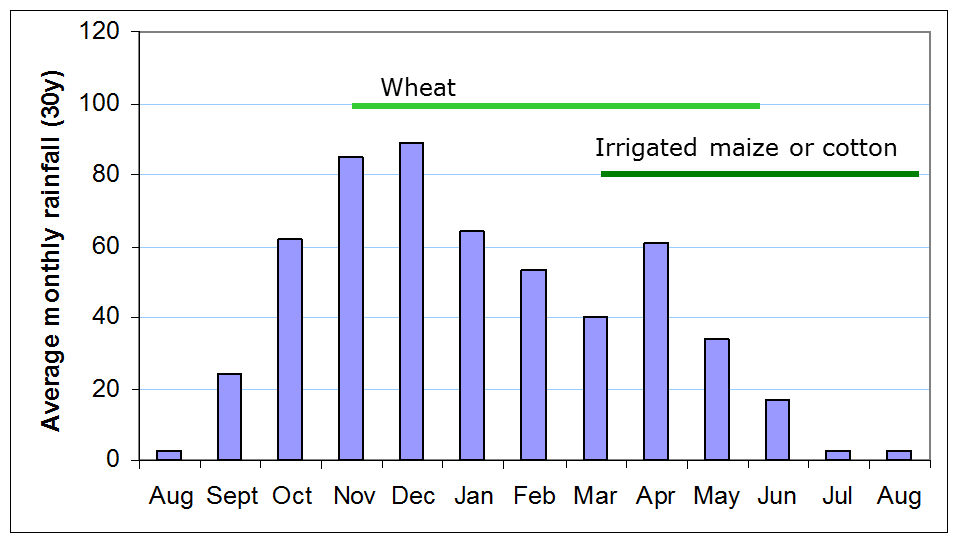 Average monthly rainfall (30y)
120
100
80
60
40
20
0
Wheat
Irrigated maize or cotton
Aug Sept Oct Nov Dec Jan Feb Mar Apr May Jun Jul Aug